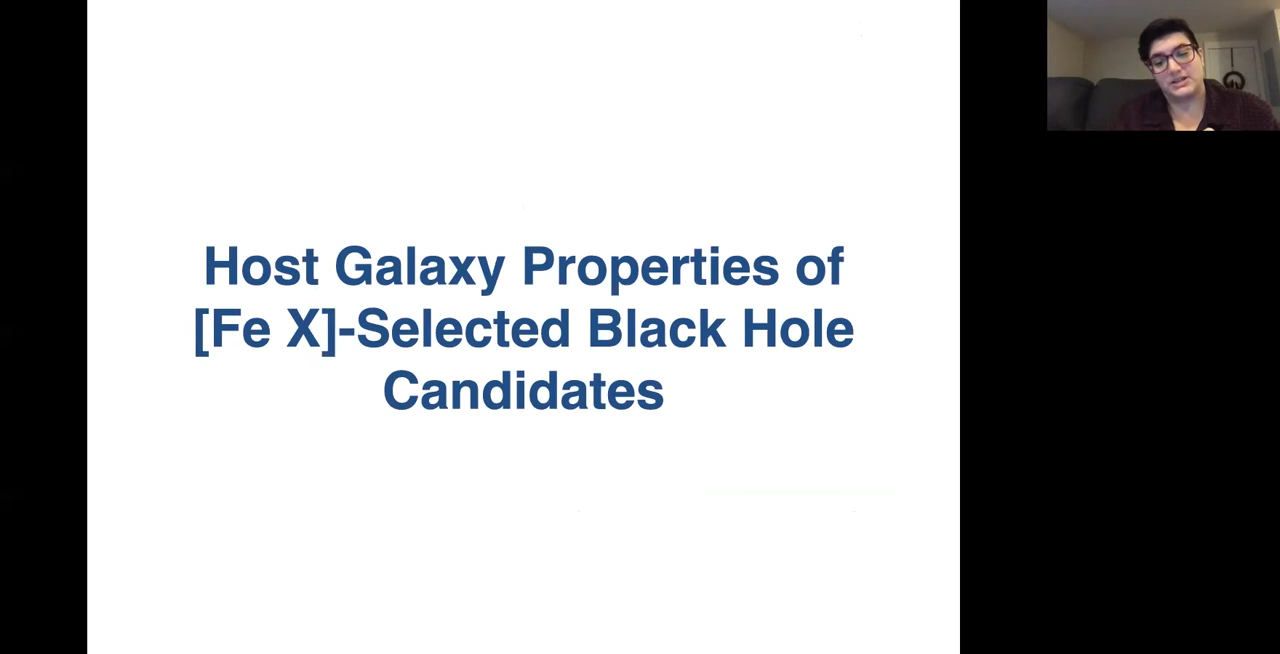 Host Galaxy Properties of
[Fe X]-Selected Black Hole
Candidates